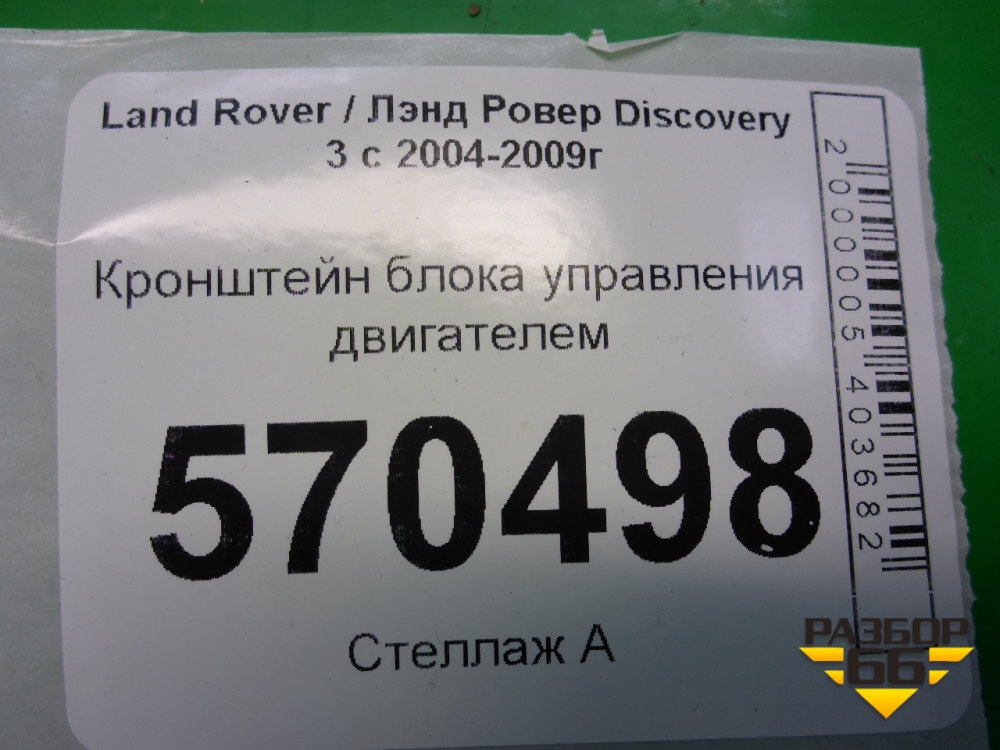 Land Rover / Лэнд Ровер Discovery
3 с 2004-2009г
Кронштейн блока управления
двигателем
570498
Стеллаж А
2000005403682
РАЗБОР
66